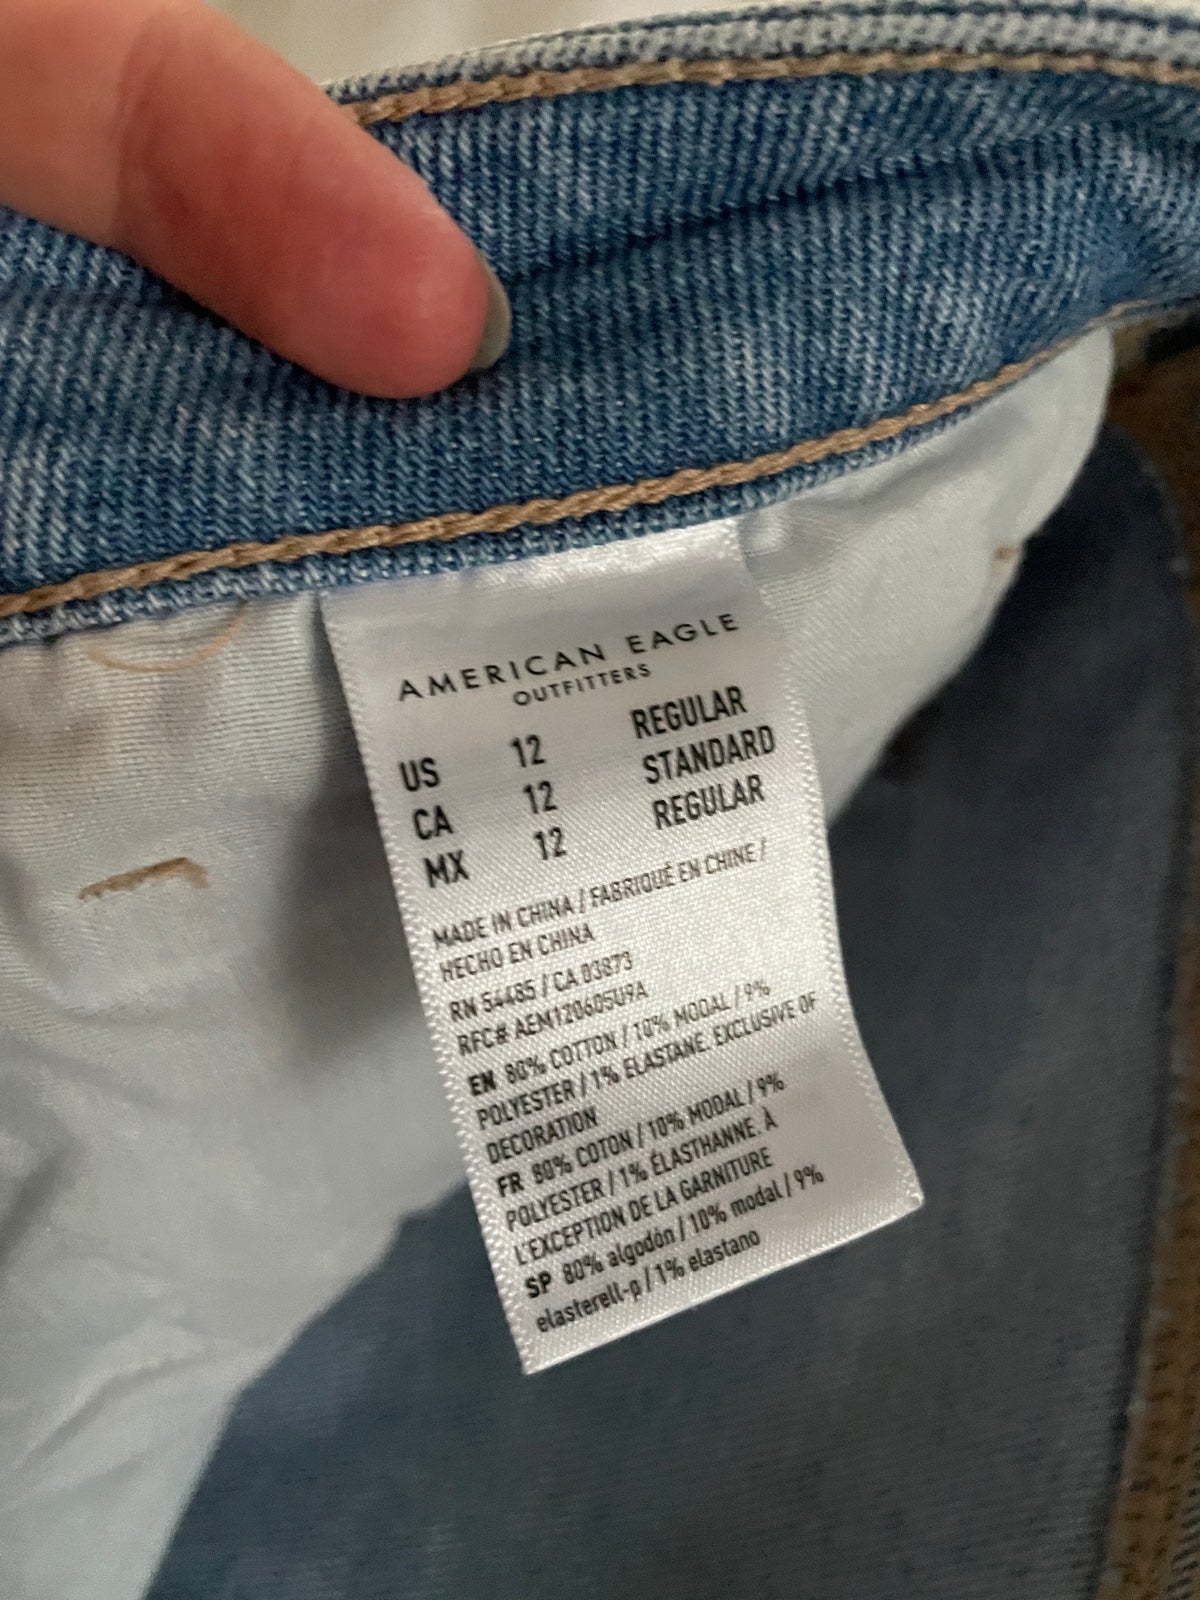 AMERICAN EAGLE
OUTFITTERS
US 12 REGULAR
CA 12 STANDARD
MX 12 REGULAR
MADE IN CHINA / FABRIQUÉ EN CHINE /
HECHO EN CHINA
RN 54485 / CA 03873
RFC# AEM120605U9A
EN 80% COTTON / 10% MODAL / 9%
POLYESTER / 1% ELASTANE. EXCLUSIVE OF
DECORATION
FR 80% COTON / 10% MODAL / 9%
POLYESTER / 1% ÉLASTHANNE. À
L'EXCEPTION DE LA GARNITURE
SP 80% algodón / 10% modal / 9%
elasterell-p / 1% elastano